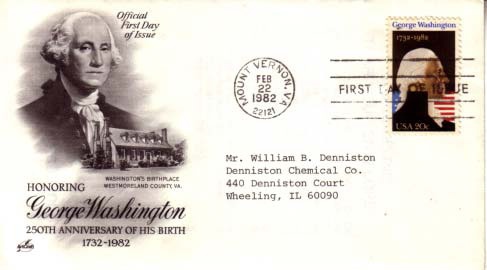 Official
First Day
of Issue
George Washington
1732-1982
USA 20c
MOUNT VERNON, VA
FEB
22
1982
22121
FIRST DAY OF ISSUE
WASHINGTON'S BIRTHPLACE
WESTMORELAND COUNTY, VA.
HONORING
George Washington
250TH ANNIVERSARY OF HIS BIRTH
1732-1982
ArtCraft
Mr. William B. Denniston
Denniston Chemical Co.
440 Denniston Court
Wheeling, IL 60090